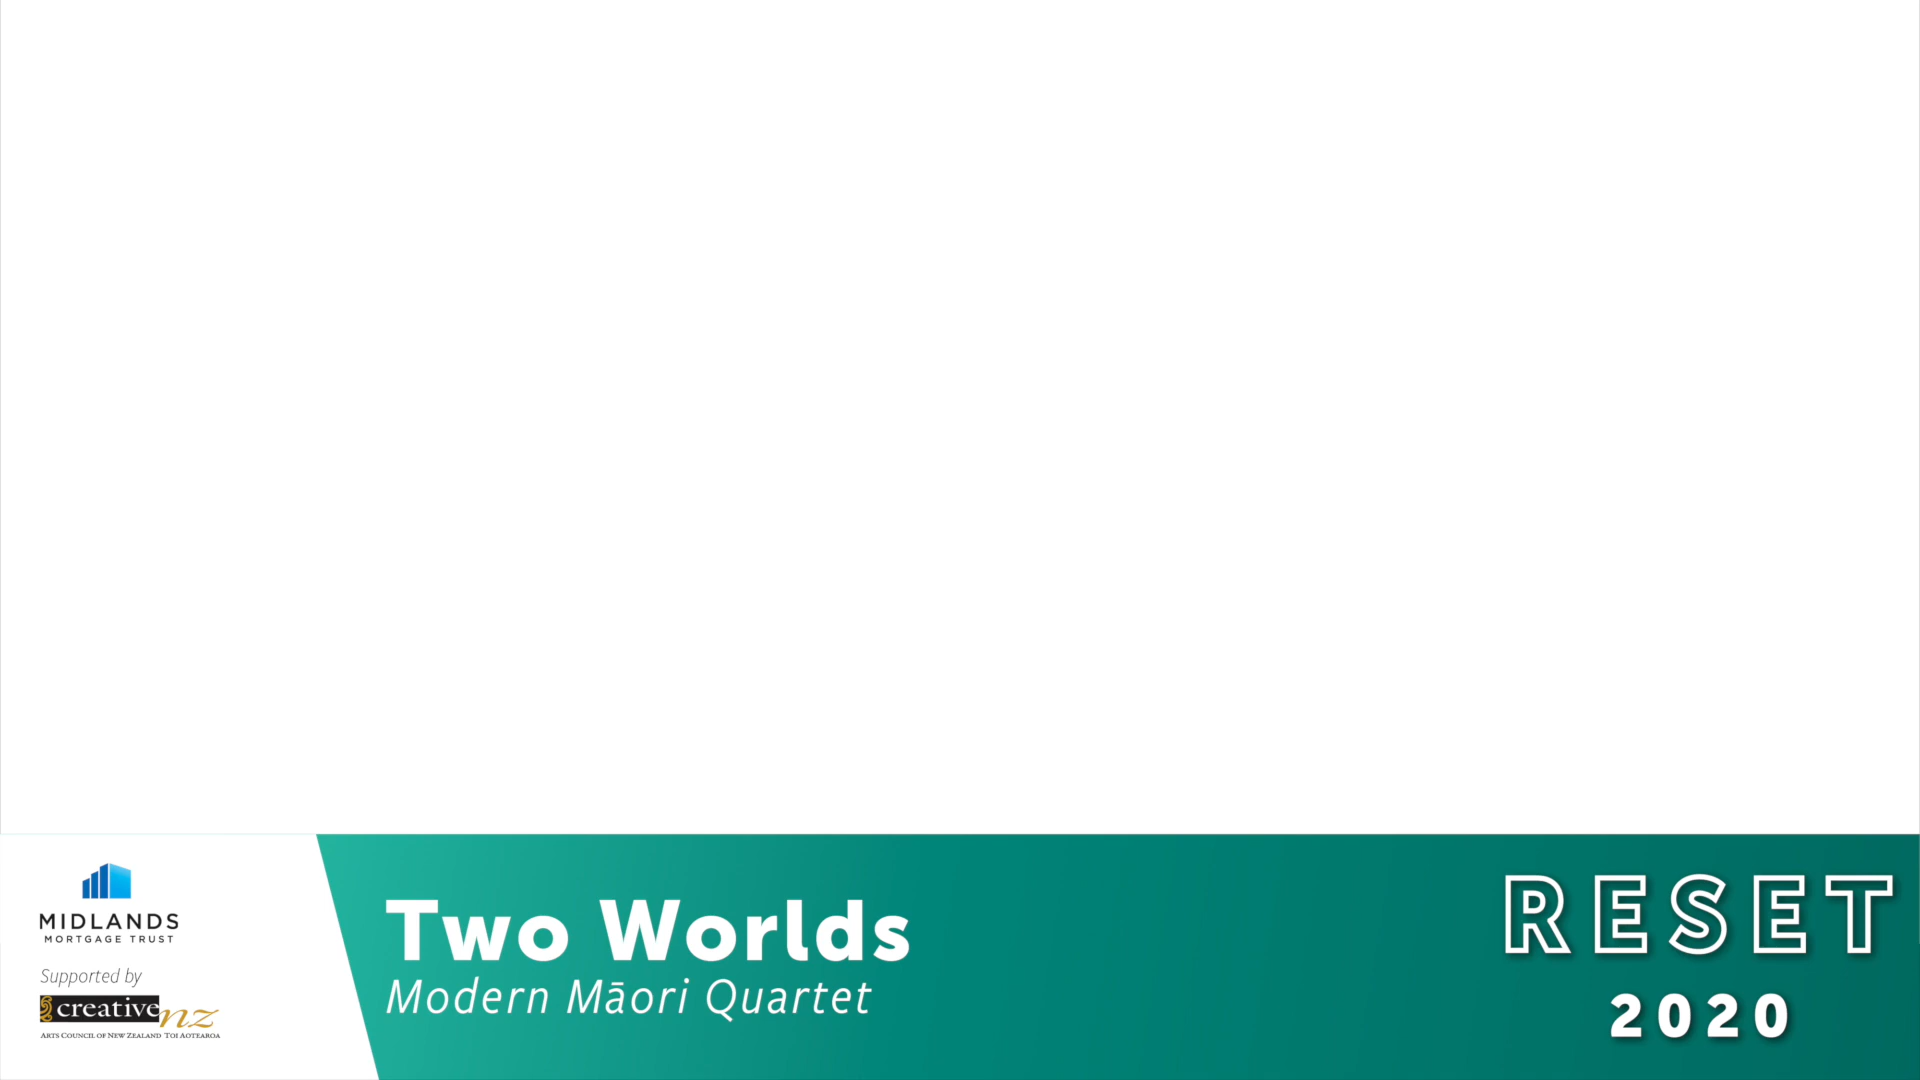 MIDLANDS
MORTGAGE TRUST
Supported by
creative nz
ARTS COUNCIL OF NEW ZEALAND TOI AOTEAROA
Two Worlds
Modern Māori Quartet
RESET
2020